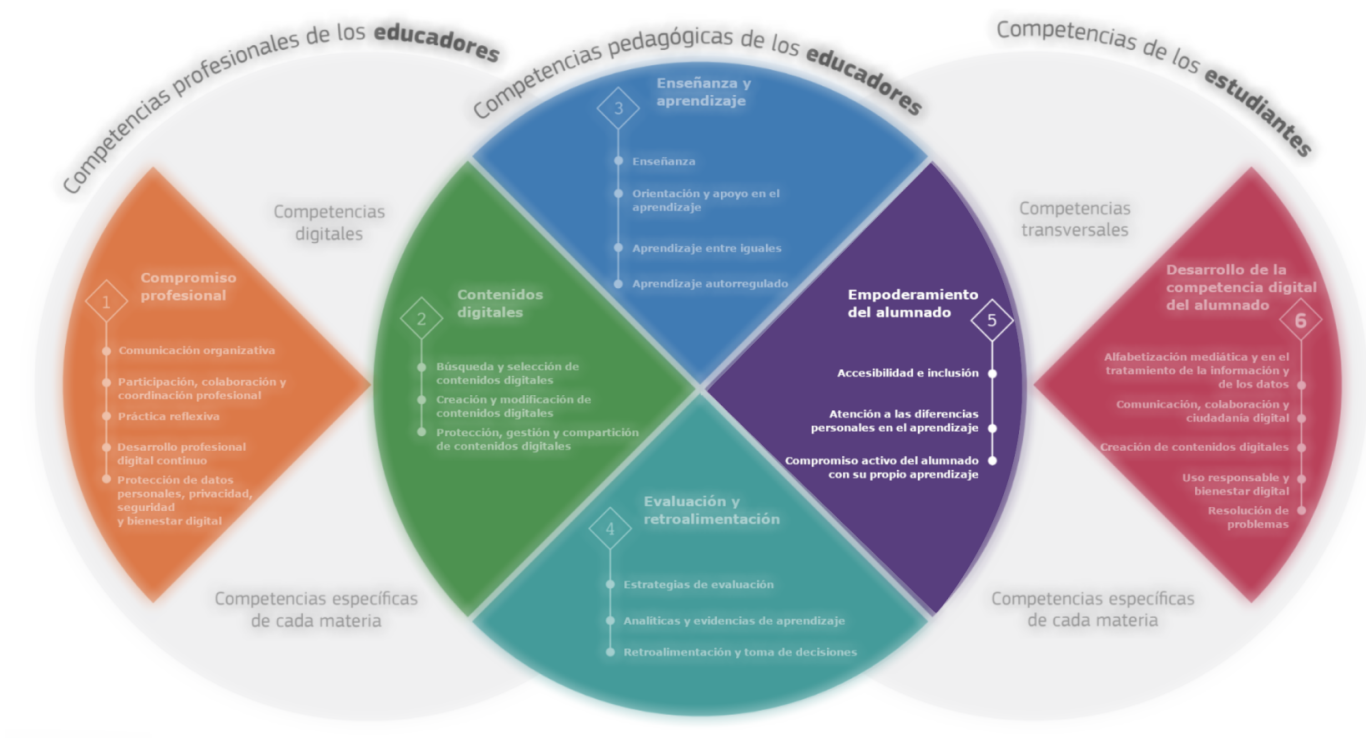 Competencias profesionales de los educadores
Competencias pedagógicas de los educadores
Competencias de los estudiantes
Competencias
digitales
Competencias
transversales
Competencias específicas
de cada materia
Competencias específicas
de cada materia
1
Compromiso
profesional
Comunicación organizativa
Participación, colaboración y
coordinación profesional
Práctica reflexiva
Desarrollo profesional
digital continuo
Protección de datos
personales, privacidad,
seguridad
y bienestar digital
2
Contenidos
digitales
Búsqueda y selección de
contenidos digitales
Creación y modificación de
contenidos digitales
Protección, gestión y compartición
de contenidos digitales
3
Enseñanza y
aprendizaje
Enseñanza
Orientación y apoyo en el
aprendizaje
Aprendizaje entre iguales
Aprendizaje autorregulado
4
Evaluación y
retroalimentación
Estrategias de evaluación
Analíticas y evidencias de aprendizaje
Retroalimentación y toma de decisiones
5
Empoderamiento
del alumnado
Accesibilidad e inclusión
Atención a las diferencias
personales en el aprendizaje
Compromiso activo del alumnado
con su propio aprendizaje
6
Desarrollo de la
competencia digital
del alumnado
Alfabetización mediática y en el
tratamiento de la información y
de los datos
Comunicación, colaboración y
ciudadanía digital
Creación de contenidos digitales
Uso responsable y
bienestar digital
Resolución de
problemas